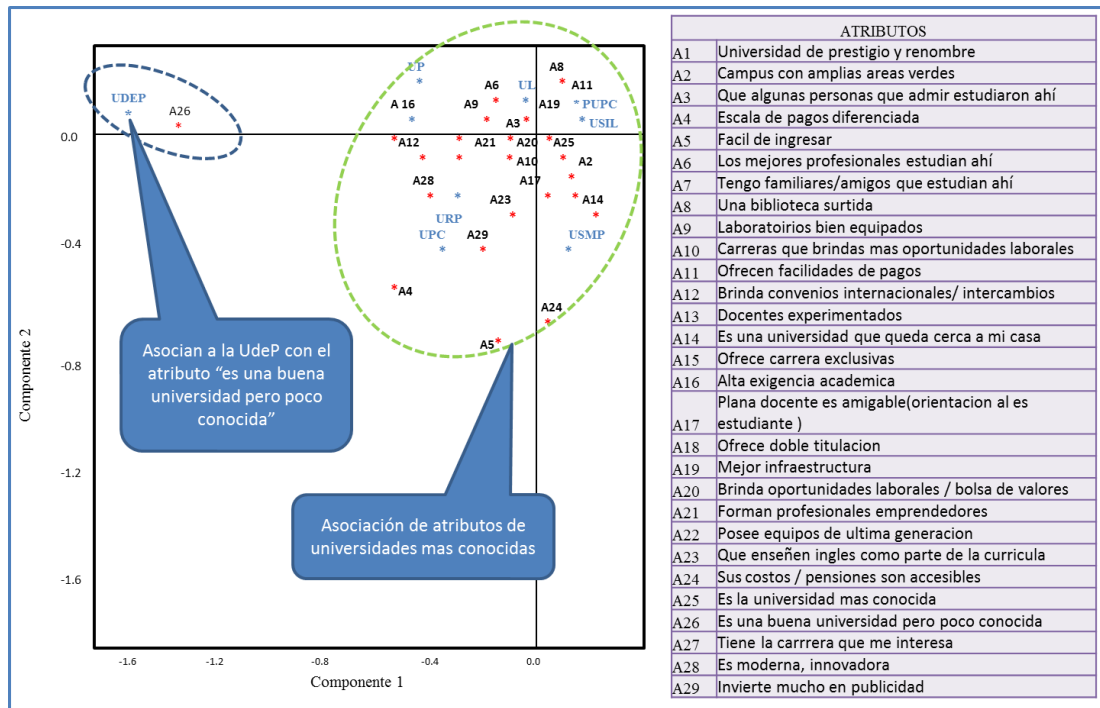 UP
A8
A6
UL
A11
UDEP
A26
A 16
A9
A19
PUPC
USIL
0.0
A3
A12
A21
A20
A25
A10
A2
A28
A17
A23
A14
URP
UPC
A29
USMP
-0.4
A4
A24
A5
-0.8
-1.2
-1.6
Componente 2
Asocian a la UdeP con el
atributo "es una buena
universidad pero poco
conocida"
Asociación de atributos de
universidades mas conocidas
-1.6
-1.2
-0.8
-0.4
0.0
Componente 1
ATRIBUTOS
A1 Universidad de prestigio y renombre
A2 Campus con amplias areas verdes
A3 Que algunas personas que admir estudiaron ahí
A4 Escala de pagos diferenciada
A5 Facil de ingresar
A6 Los mejores profesionales estudian ahí
A7 Tengo familiares/amigos que estudian ahí
A8 Una biblioteca surtida
A9 Laboratoirios bien equipados
A10 Carreras que brindas mas oportunidades laborales
A11 Ofrecen facilidades de pagos
A12 Brinda convenios internacionales/ intercambios
A13 Docentes experimentados
A14 Es una universidad que queda cerca a mi casa
A15 Ofrece carrera exclusivas
A16 Alta exigencia academica
Plana docente es amigable(orientacion al es
A17 estudiante )
A18 Ofrece doble titulacion
A19 Mejor infraestructura
A20 Brinda oportunidades laborales / bolsa de valores
A21 Forman profesionales emprendedores
A22 Posee equipos de ultima generacion
A23 Que enseñen ingles como parte de la curricula
A24 Sus costos / pensiones son accesibles
A25 Es la universidad mas conocida
A26 Es una buena universidad pero poco conocida
A27 Tiene la carrrera que me interesa
A28 Es moderna, innovadora
A29 Invierte mucho en publicidad